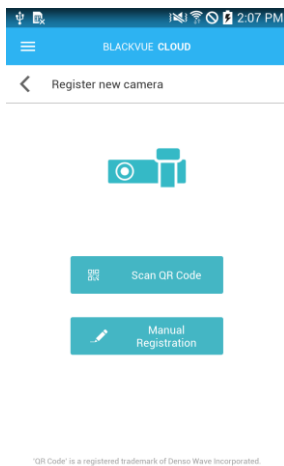 2:07 PM
BLACKVUE CLOUD
Register new camera
Scan QR Code
Manual
Registration
'QR Code' is a registered trademark of Denso Wave Incorporated.